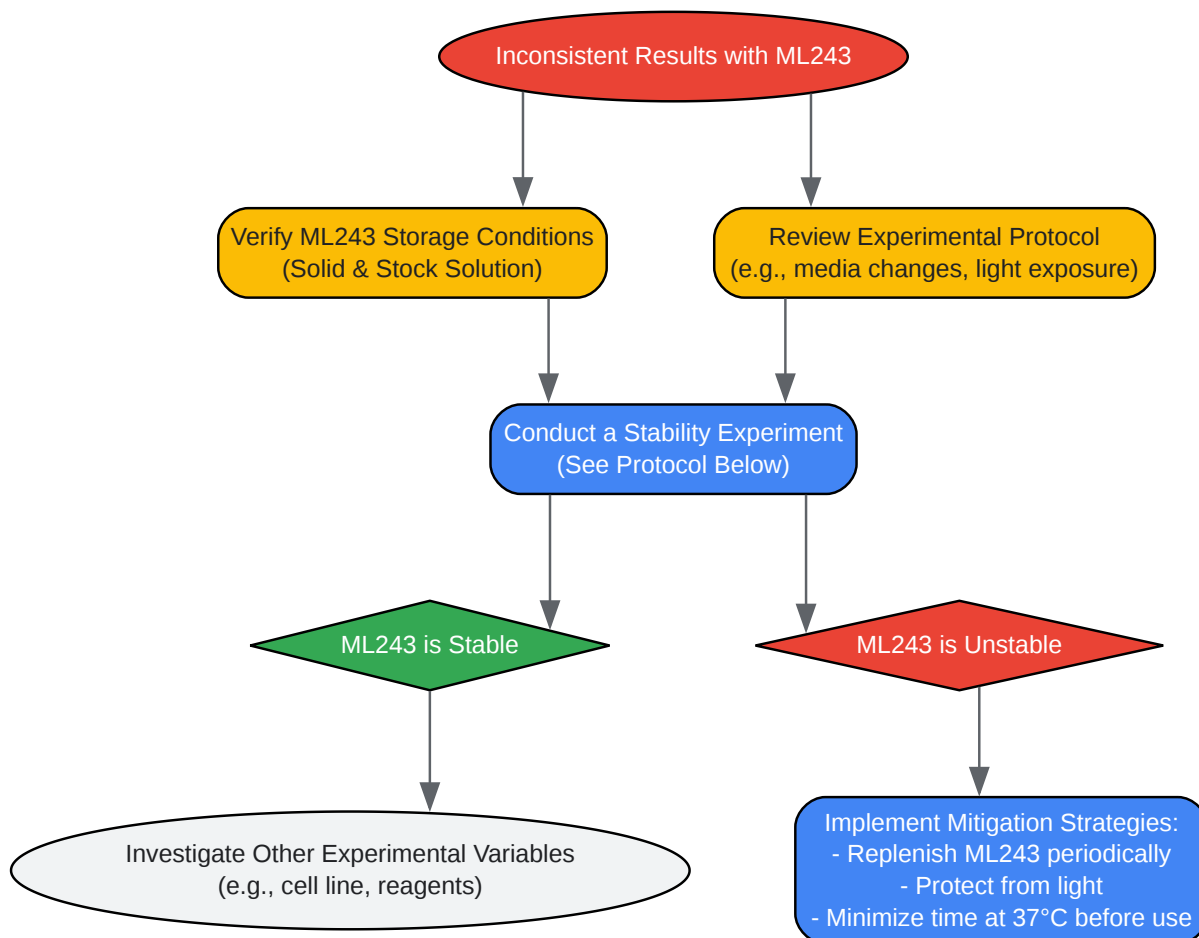 Inconsistent Results with ML243
Verify ML243 Storage Conditions
(Solid & Stock Solution)
Review Experimental Protocol
(e.g., media changes, light exposure)
Conduct a Stability Experiment
(See Protocol Below)
ML243 is Stable
ML243 is Unstable
Investigate Other Experimental Variables
(e.g., cell line, reagents)
Implement Mitigation Strategies:
- Replenish ML243 periodically
- Protect from light
- Minimize time at 37°C before use